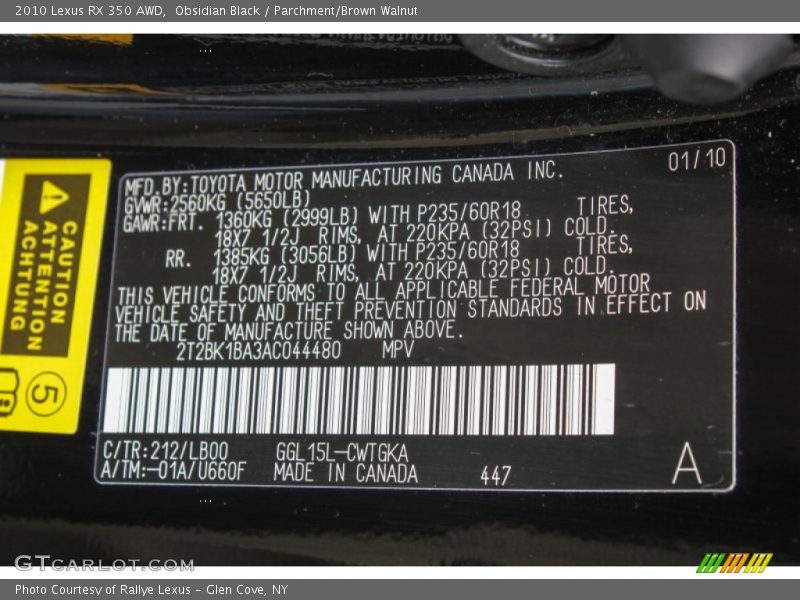 2010 Lexus RX 350 AWD, Obsidian Black / Parchment/Brown Walnut
CAUTION
ATTENTION
ACHTUNG
5
01/10
MFD.BY:TOYOTA MOTOR MANUFACTURING CANADA INC.
GVWR:2560KG (5650LB)
GAWR:FRT. 1360KG (2999LB) WITH P235/60R18 TIRES,
18X7 1/2J RIMS, AT 220KPA (32PSI) COLD.
RR. 1385KG (3056LB) WITH P235/60R18 TIRES,
18X7 1/2J RIMS, AT 220KPA (32PSI) COLD.
THIS VEHICLE CONFORMS TO ALL APPLICABLE FEDERAL MOTOR
VEHICLE SAFETY AND THEFT PREVENTION STANDARDS IN EFFECT ON
THE DATE OF MANUFACTURE SHOWN ABOVE.
2T2BK1BA3AC044480 MPV
C/TR:212/LB00 GGL15L-CWTGKA
A/TM:-01A/U660F MADE IN CANADA 447
A
GTCARLOT.COM
Photo Courtesy of Rallye Lexus - Glen Cove, NY